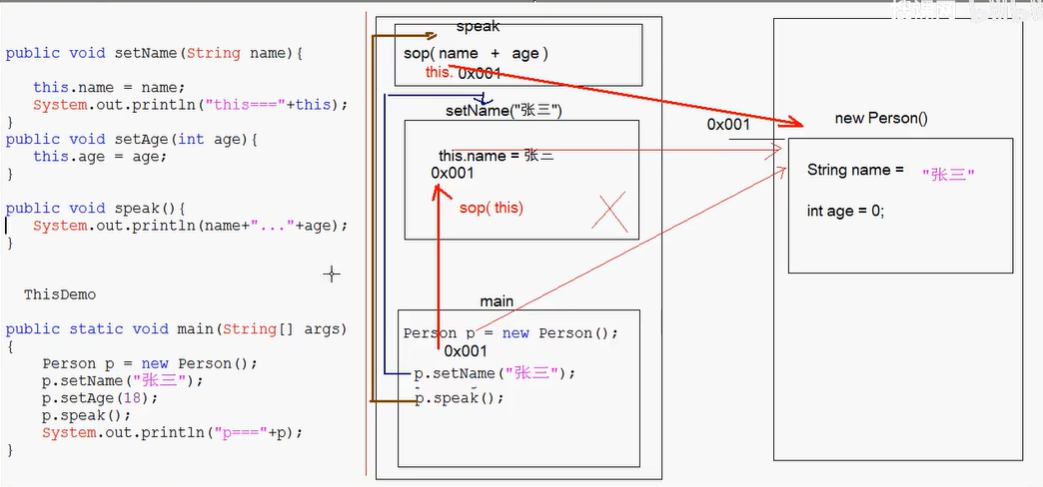 public void setName(String name){
this.name = name;
System.out.println("this==="+this);
}
public void setAge(int age){
this.age = age;
}
public void speak(){
System.out.println(name+"..."+age);
}
ThisDemo
public static void main(String[] args)
{
Person p = new Person();
p.setName("张三");
p.setAge(18);
p.speak();
System.out.println("p==="+p);
}
speak
sop( name + age )
this. 0x001
setName("张三")
this.name = 张三
0x001
sop( this)
main
Person p = new Person();
0x001
p.setName("张三");
p.speak();
0x001
new Person()
String name = "张三"
int age = 0;